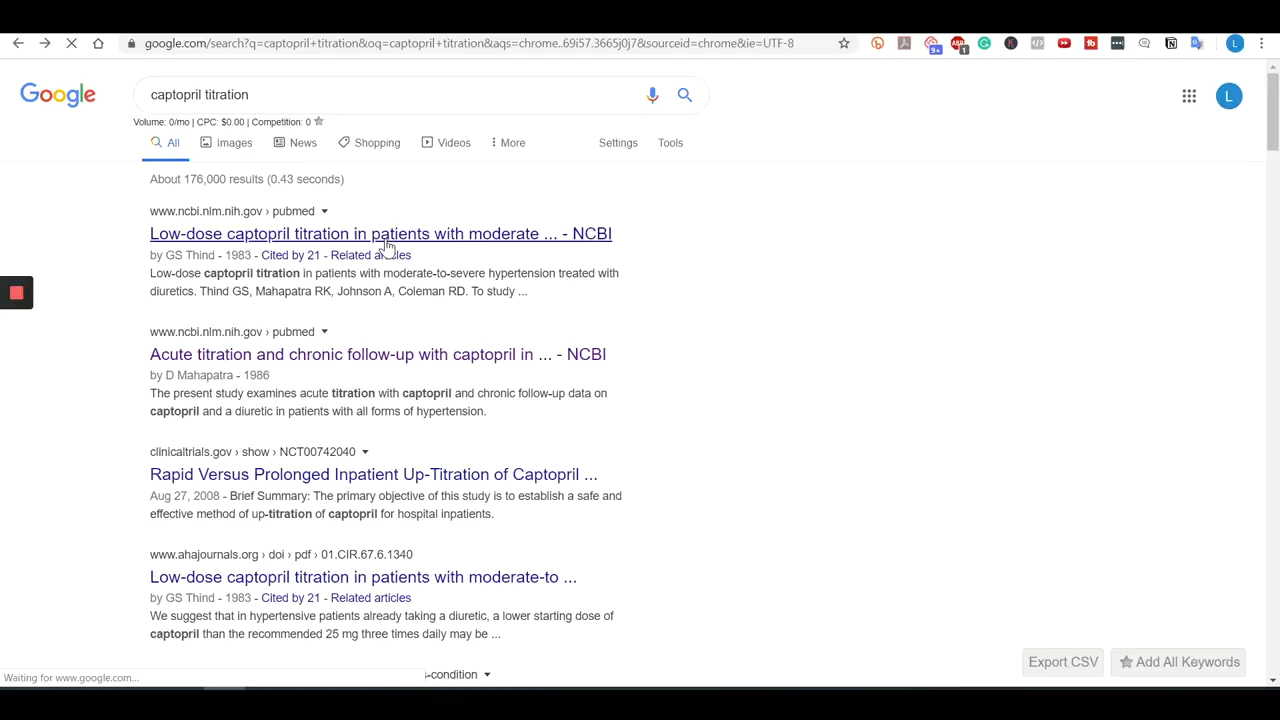 google.com/search?q=captopril+titration&oq=captopril+titration&aqs=chrome..69i57.3665j0j7&sourceid=chrome&ie=UTF-8
9+
1
L
Google
captopril titration
L
Volume: 0/mo | CPC: $0.00 | Competition: 0
All Images News Shopping Videos More Settings Tools
About 176,000 results (0.43 seconds)
www.ncbi.nlm.nih.gov › pubmed
Low-dose captopril titration in patients with moderate ... - NCBI
by GS Thind - 1983 - Cited by 21 - Related articles
Low-dose captopril titration in patients with moderate-to-severe hypertension treated with
diuretics. Thind GS, Mahapatra RK, Johnson A, Coleman RD. To study ...
www.ncbi.nlm.nih.gov › pubmed
Acute titration and chronic follow-up with captopril in ... - NCBI
by D Mahapatra - 1986
The present study examines acute titration with captopril and chronic follow-up data on
captopril and a diuretic in patients with all forms of hypertension.
clinicaltrials.gov › show › NCT00742040
Rapid Versus Prolonged Inpatient Up-Titration of Captopril ...
Aug 27, 2008 - Brief Summary: The primary objective of this study is to establish a safe and
effective method of up-titration of captopril for hospital inpatients.
www.ahajournals.org › doi › pdf › 01.CIR.67.6.1340
Low-dose captopril titration in patients with moderate-to ...
by GS Thind - 1983 - Cited by 21 - Related articles
We suggest that in hypertensive patients already taking a diuretic, a lower starting dose of
captopril than the recommended 25 mg three times daily may be ...
Export CSV Add All Keywords
-condition
Waiting for www.google.com...